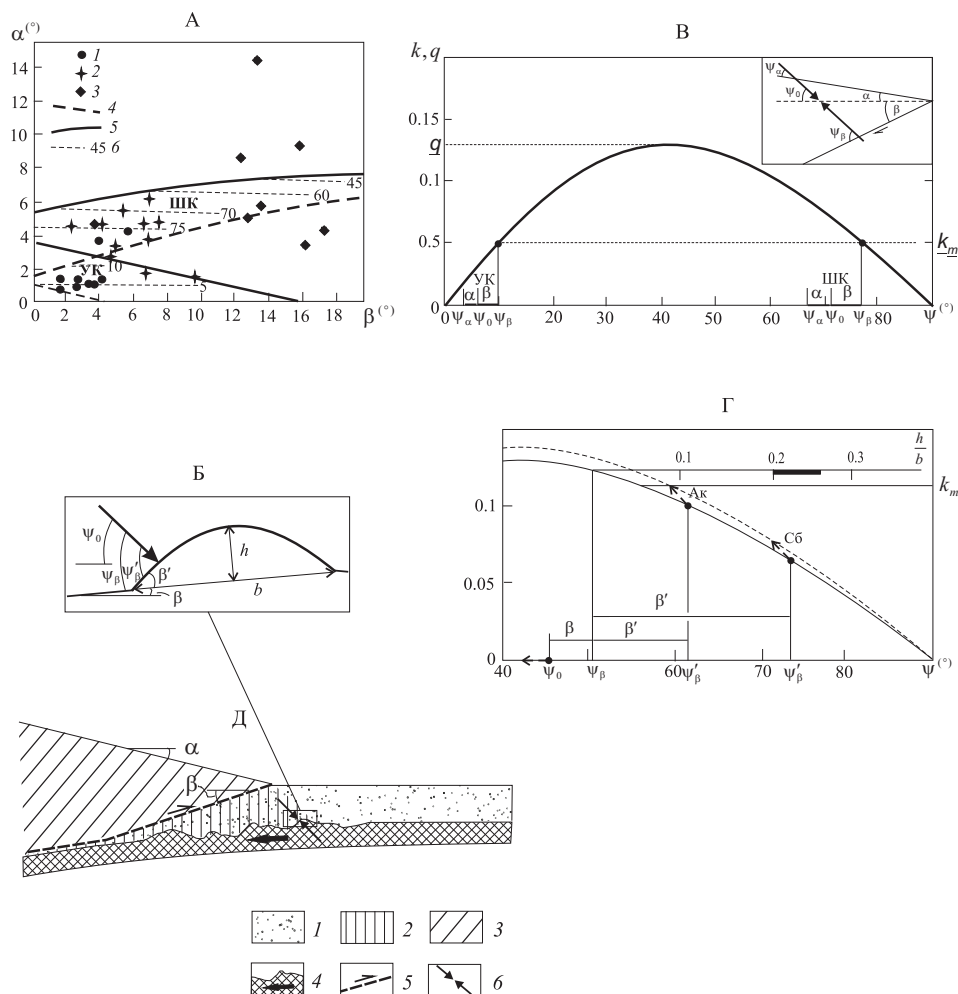 А
α(°)
14
12
10
8
6
4
2
0
0 2 4 6 8 10 12 14 16 18
β(°)
1
2
3
4
5
45 6
ШК
УК
45
60
70
75
10
5
В
k, q
0.15
q
0.1
0.5
0
k_m
УК
α β
ШК
α β
0 ψα ψ0 ψβ 20 30 40 50 60 ψα ψ0 ψβ 80 ψ(°)
ψα
ψ0
α
β
ψβ
Б
ψ0
ψβ
ψ′β
β′
β
h
b
Г
0.1 0.2 0.3
h/b
k_m
0.1
0.05
0
Ак
Сб
β′
β
β′
40 ψ0 ψβ 60 ψ′β 70 ψ′β 80 ψ(°)
Д
α
β
1
2
3
4
5
6